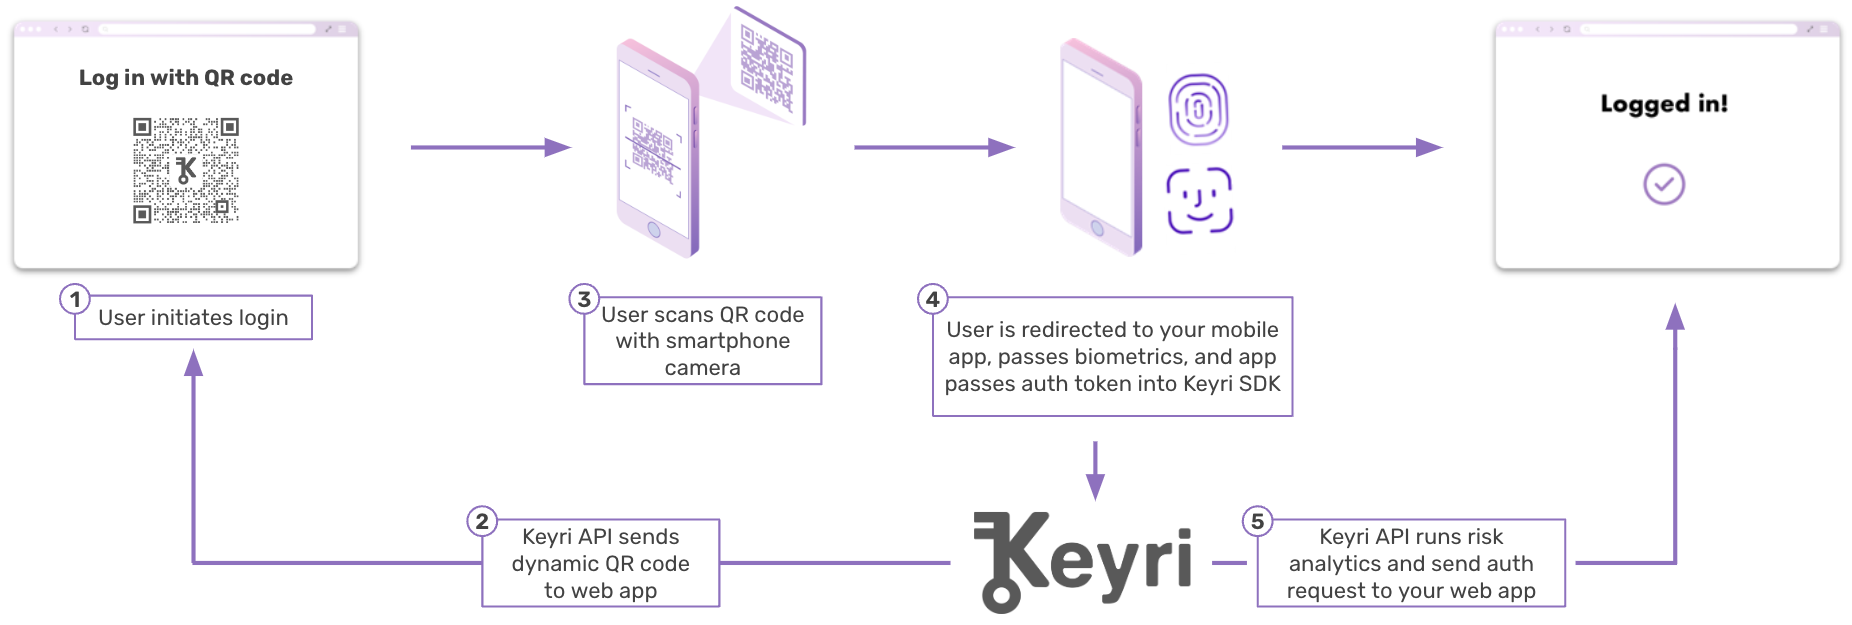 Log in with QR code
1
User initiates login
2
Keyri API sends
dynamic QR code
to web app
3
User scans QR code
with smartphone
camera
4
User is redirected to your mobile
app, passes biometrics, and app
passes auth token into Keyri SDK
Keyri
5
Keyri API runs risk
analytics and send auth
request to your web app
Logged in!